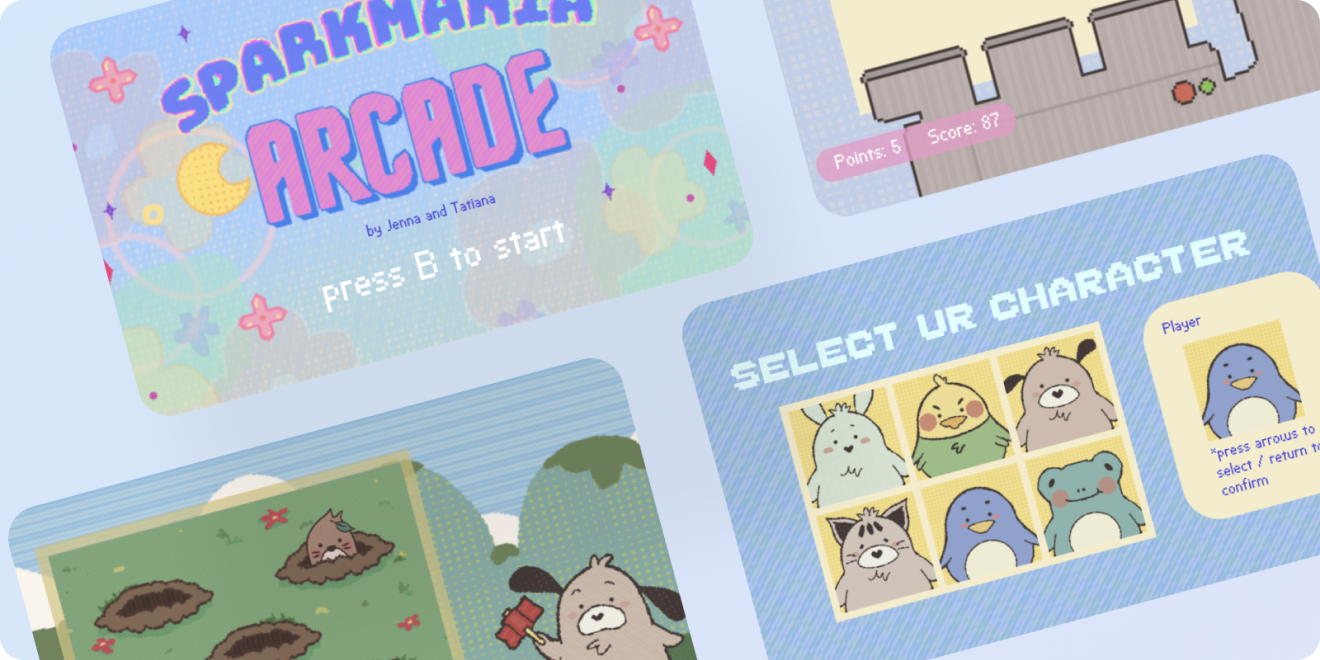 SPARKMANIA
ARCADE
by Jenna and Tatiana
press B to start
Points: 5 Score: 87
SELECT UR CHARACTER
Player
*press arrows to
select / return to
confirm